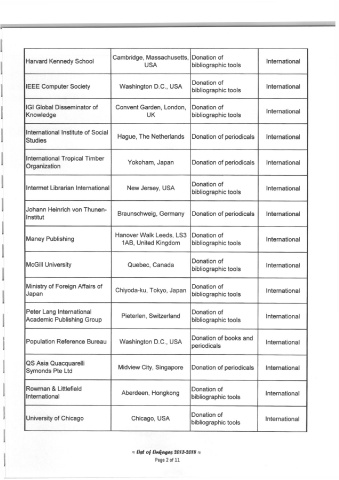 Harvard Kennedy School
Cambridge, Massachusetts, USA
Donation of bibliographic tools
International
IEEE Computer Society
Washington D.C., USA
Donation of bibliographic tools
International
IGI Global Disseminator of Knowledge
Convent Garden, London, UK
Donation of bibliographic tools
International
International Institute of Social Studies
Hague, The Netherlands
Donation of periodicals
International
International Tropical Timber Organization
Yokoham, Japan
Donation of periodicals
International
Internet Librarian International
New Jersey, USA
Donation of bibliographic tools
International
Johann Heinrich von Thunen-Institut
Braunschweig, Germany
Donation of periodicals
International
Maney Publishing
Hanover Walk Leeds, LS3 1AB, United Kingdom
Donation of bibliographic tools
International
McGill University
Quebec, Canada
Donation of bibliographic tools
International
Ministry of Foreign Affairs of Japan
Chiyoda-ku, Tokyo, Japan
Donation of bibliographic tools
International
Peter Lang International Academic Publishing Group
Pieterlen, Switzerland
Donation of bibliographic tools
International
Population Reference Bureau
Washington D.C., USA
Donation of books and periodicals
International
QS Asia Quacquarelli Symonds Pte Ltd
Midview City, Singapore
Donation of periodicals
International
Rowman & Littlefield International
Aberdeen, Hongkong
Donation of bibliographic tools
International
University of Chicago
Chicago, USA
Donation of bibliographic tools
International
List of Linkages 2013-2019
Page 2 of 11